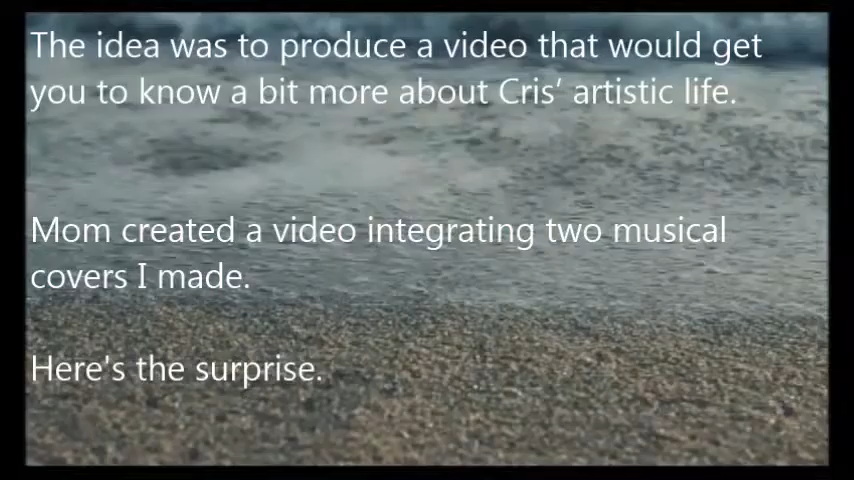 The idea was to produce a video that would get
you to know a bit more about Cris’ artistic life.
Mom created a video integrating two musical
covers I made.
Here's the surprise.